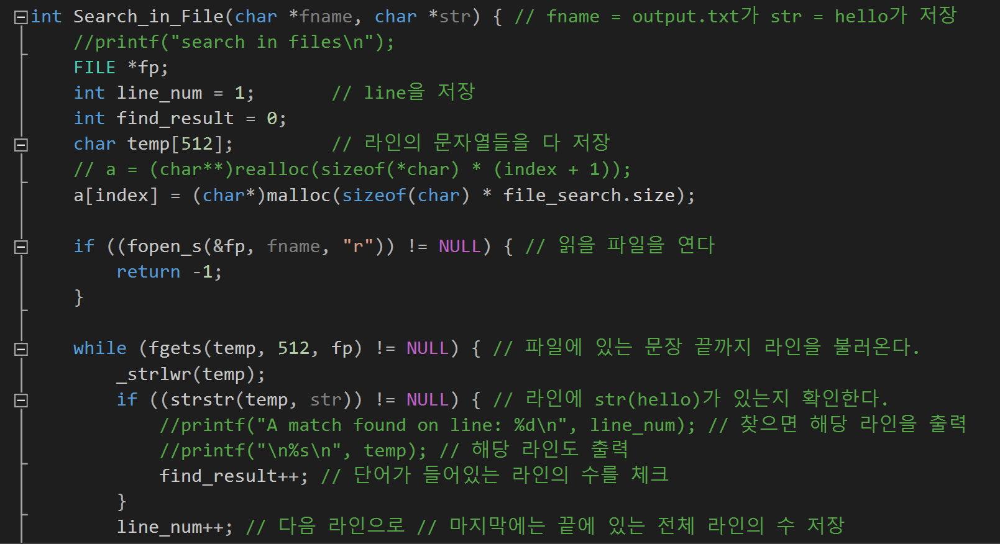 int Search_in_File(char *fname, char *str) { // fname = output.txt가 str = hello가 저장
//printf("search in files\n");
FILE *fp;
int line_num = 1; // line을 저장
int find_result = 0;
char temp[512]; // 라인의 문자열들을 다 저장
// a = (char**)realloc(sizeof(*char) * (index + 1));
a[index] = (char*)malloc(sizeof(char) * file_search.size);
if ((fopen_s(&fp, fname, "r")) != NULL) { // 읽을 파일을 연다
return -1;
}
while (fgets(temp, 512, fp) != NULL) { // 파일에 있는 문장 끝까지 라인을 불러온다.
_strlwr(temp);
if ((strstr(temp, str)) != NULL) { // 라인에 str(hello)가 있는지 확인한다.
//printf("A match found on line: %d\n", line_num); // 찾으면 해당 라인을 출력
//printf("\n%s\n", temp); // 해당 라인도 출력
find_result++; // 단어가 들어있는 라인의 수를 체크
}
line_num++; // 다음 라인으로 // 마지막에는 끝에 있는 전체 라인의 수 저장